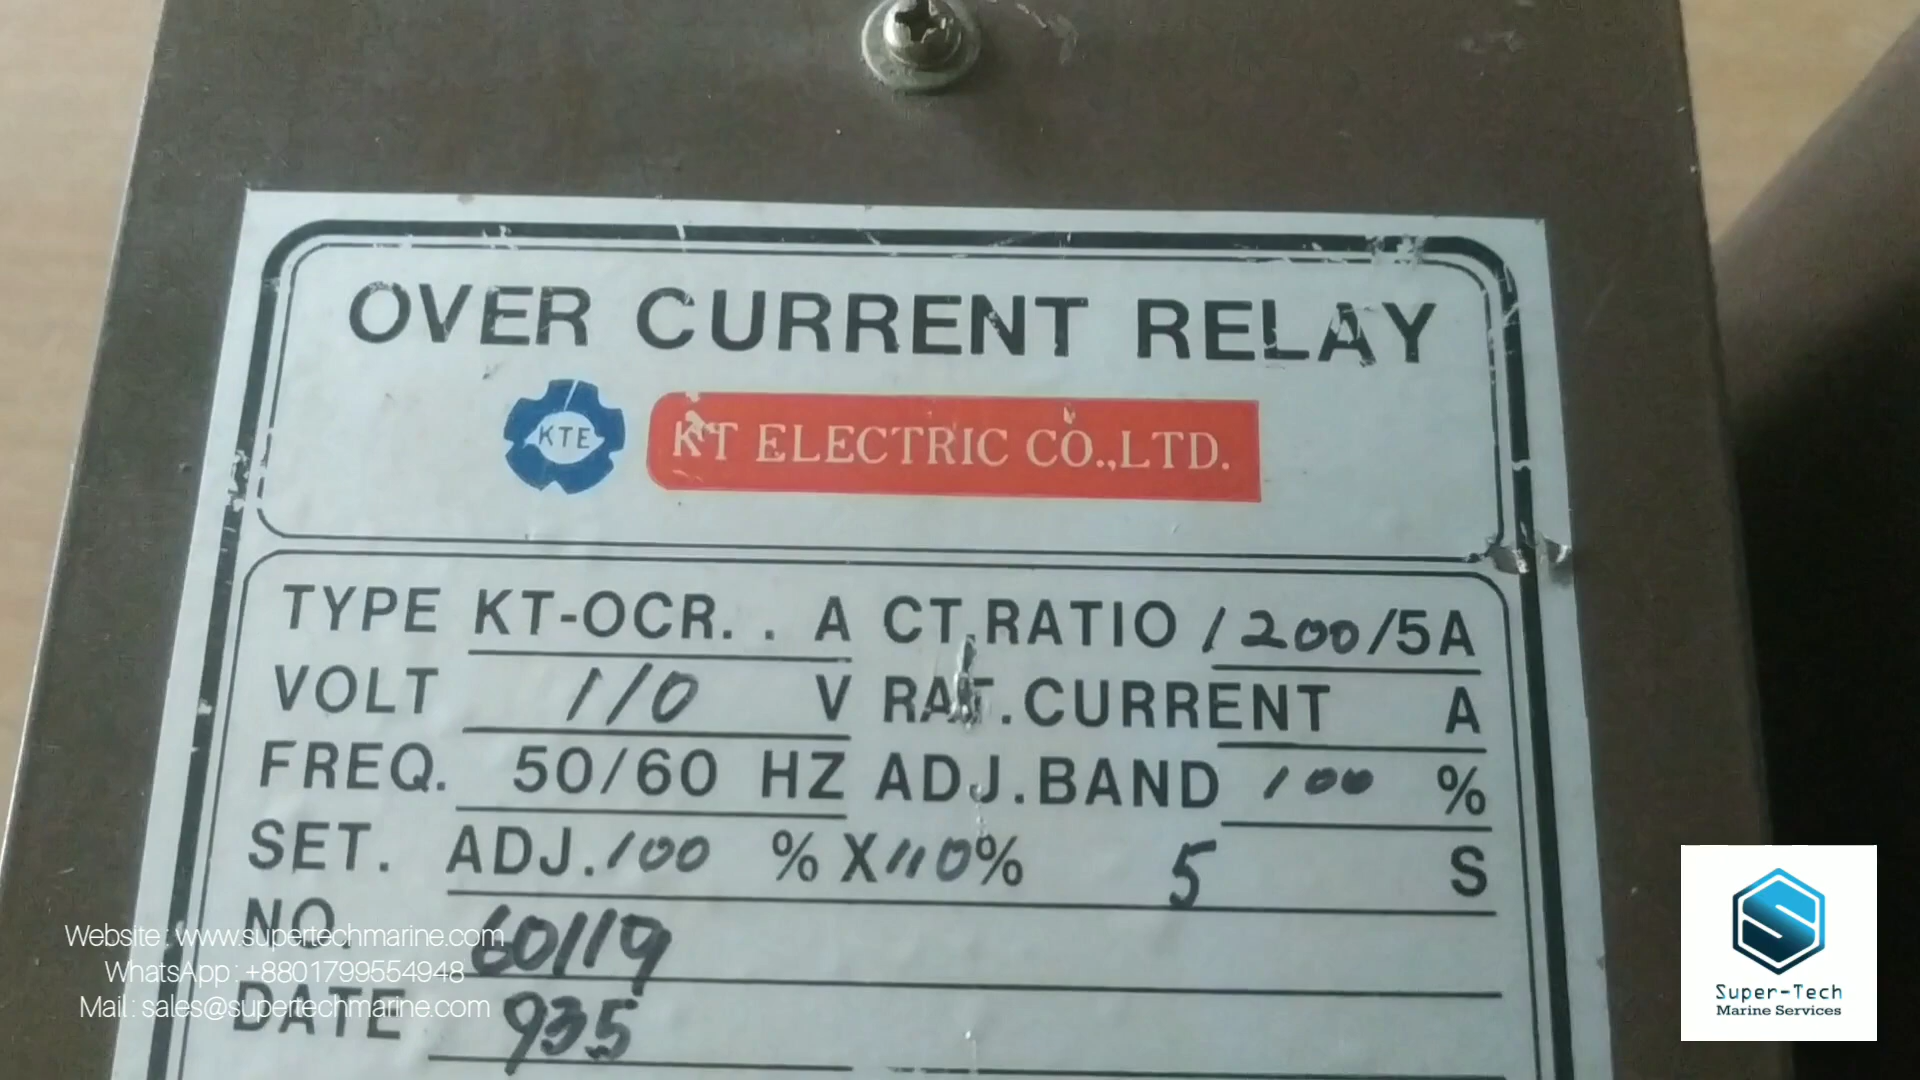 OVER CURRENT RELAY
KTE
KT ELECTRIC CO.,LTD.
TYPE KT-OCR. . A CT.RATIO 1200/5A
VOLT 110 V RAT.CURRENT A
FREQ. 50/60 HZ ADJ.BAND 100 %
SET. ADJ.100 % X 110% 5 S
NO. 60119
DATE 935
Website : www.supertechmarine.com
WhatsApp : +8801799554948
Mail : sales@supertechmarine.com
Super-Tech
Marine Services